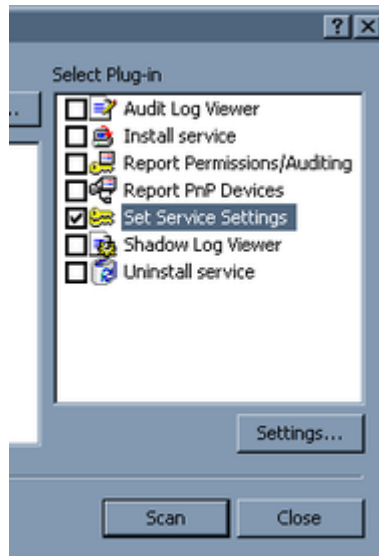 Select Plug-in
..
Audit Log Viewer
Install service
Report Permissions/Auditing
Report PnP Devices
Set Service Settings
Shadow Log Viewer
Uninstall service
Settings...
Scan
Close